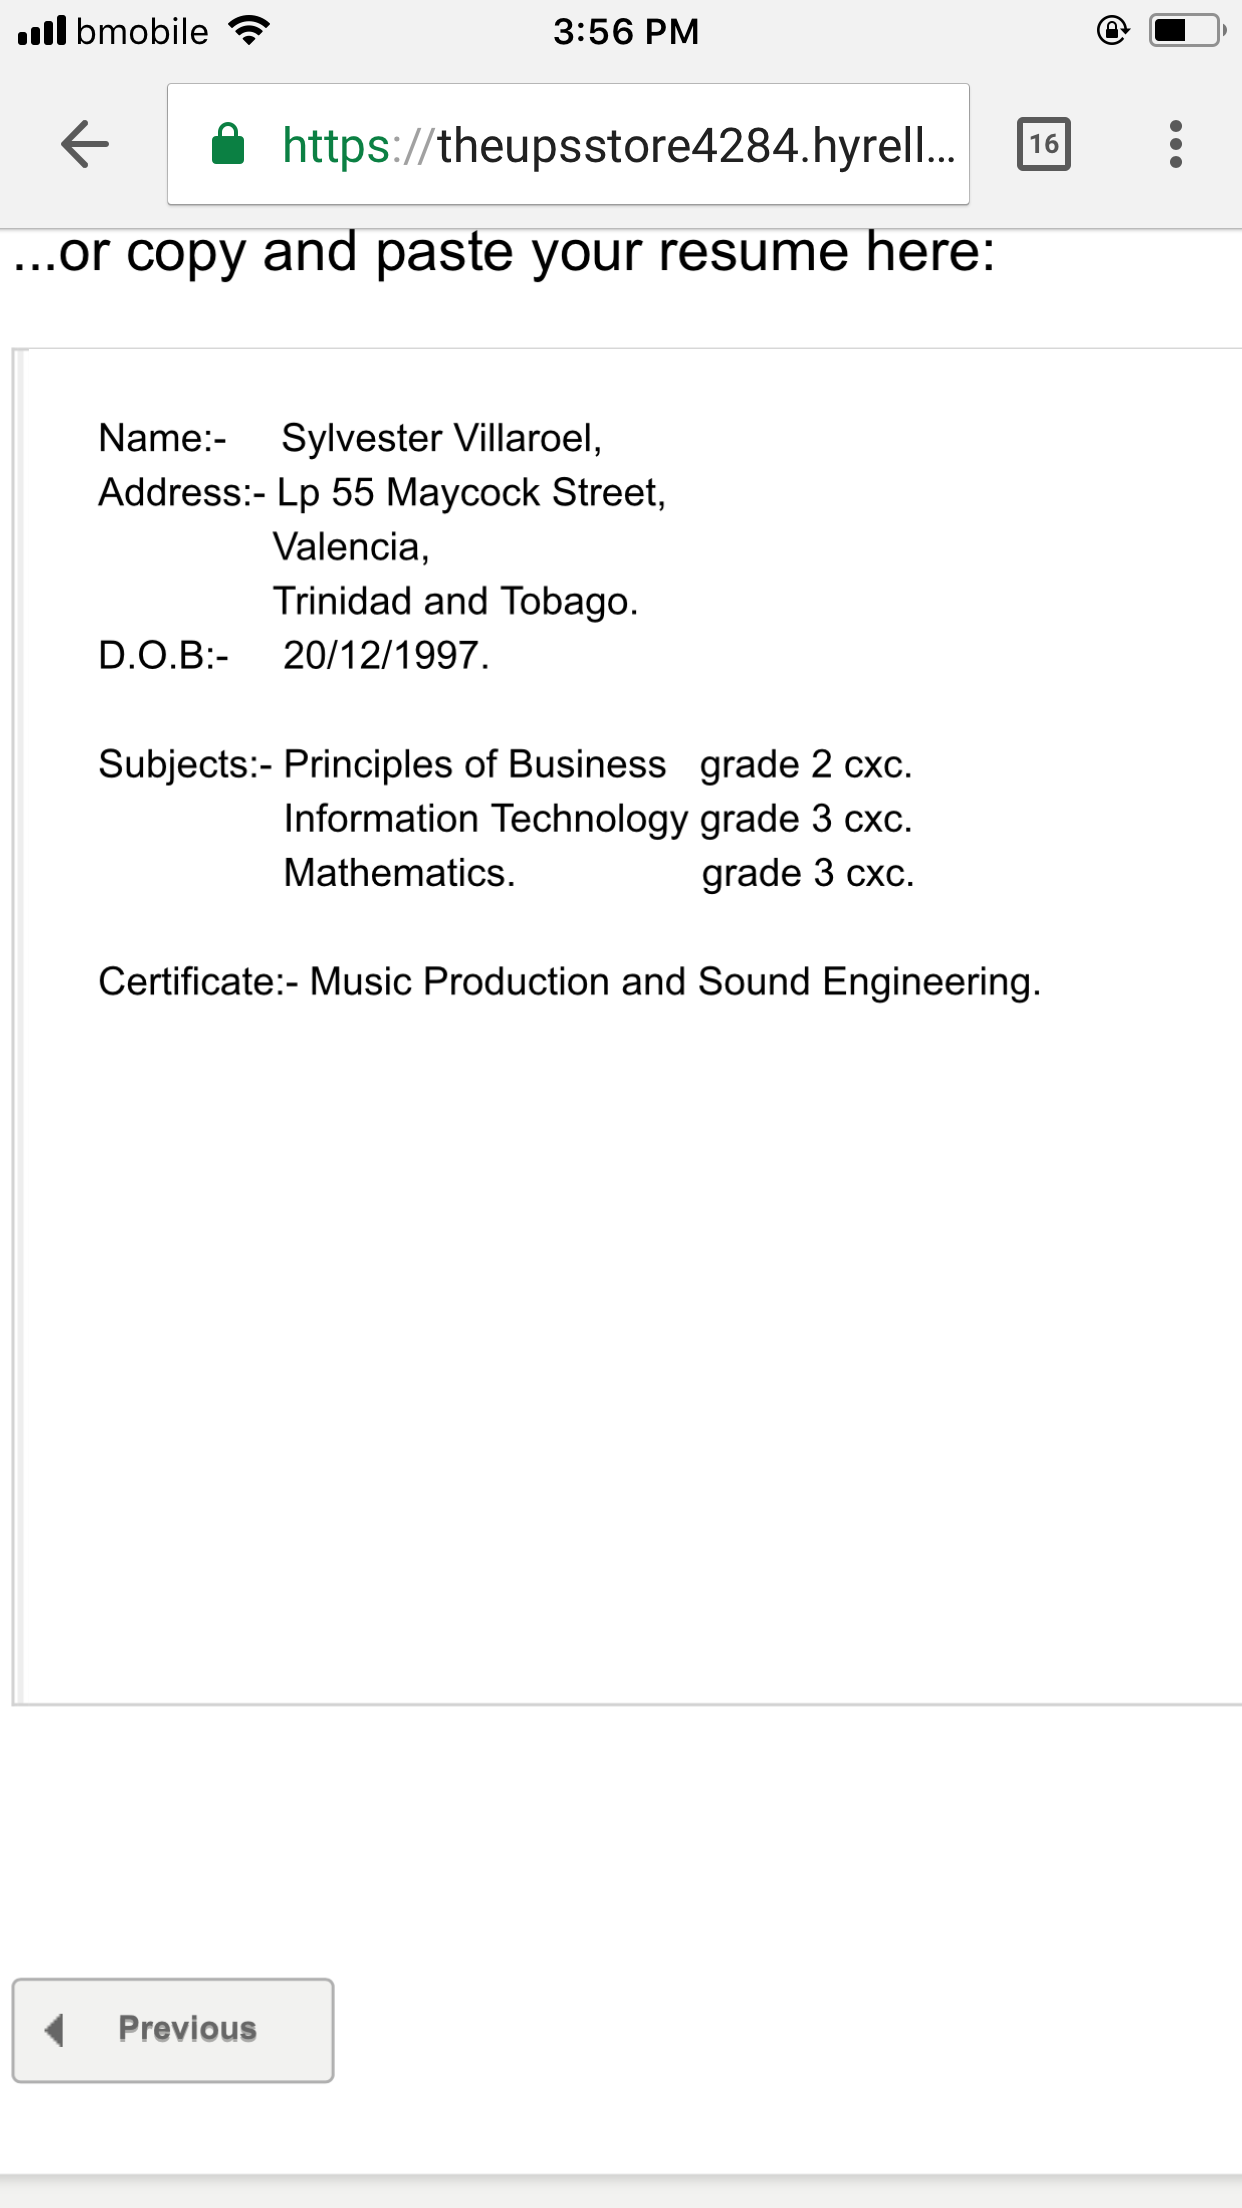 bmobile 3:56 PM
https://theupsstore4284.hyrell... 16
...or copy and paste your resume here:
Name:- Sylvester Villaroel,
Address:- Lp 55 Maycock Street,
Valencia,
Trinidad and Tobago.
D.O.B:- 20/12/1997.
Subjects:- Principles of Business grade 2 cxc.
Information Technology grade 3 cxc.
Mathematics. grade 3 cxc.
Certificate:- Music Production and Sound Engineering.
Previous